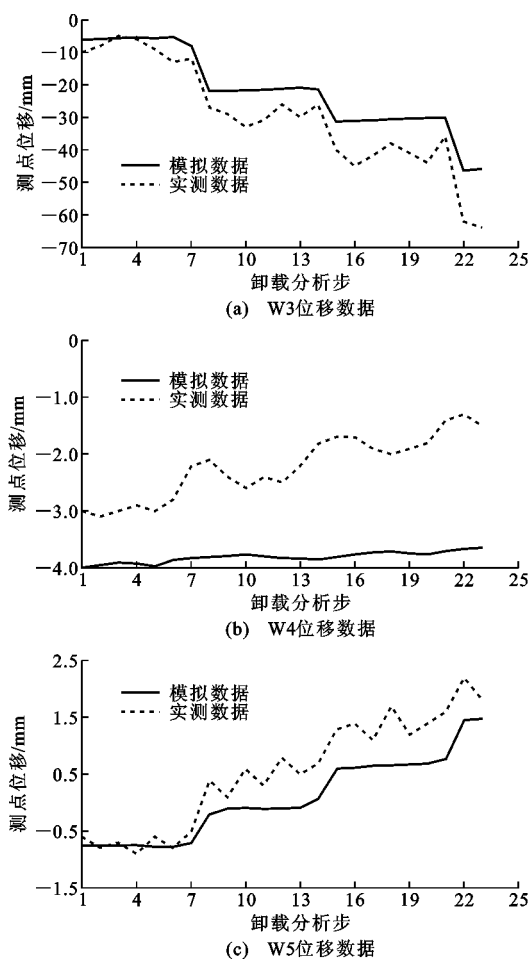 0
−10
−20
−30
−40
−50
−60
−70
测点位移/mm
模拟数据
实测数据
1 4 7 10 13 16 19 22 25
卸载分析步
(a) W3位移数据
0
−1.0
−2.0
−3.0
−4.0
测点位移/mm
模拟数据
实测数据
1 4 7 10 13 16 19 22 25
卸载分析步
(b) W4位移数据
2.5
1.5
0.5
−0.5
−1.5
测点位移/mm
模拟数据
实测数据
1 4 7 10 13 16 19 22 25
卸载分析步
(c) W5位移数据